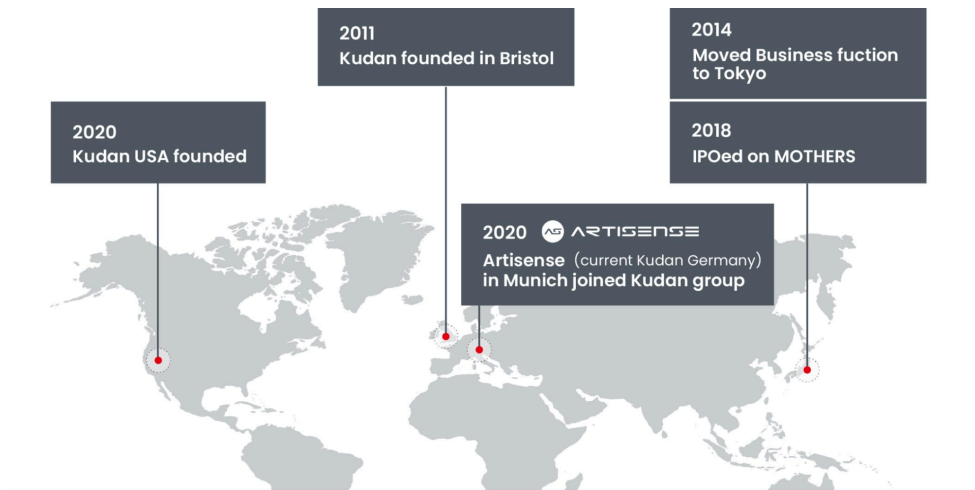 2011
Kudan founded in Bristol
2014
Moved Business fuction
to Tokyo
2020
Kudan USA founded
2018
IPOed on MOTHERS
2020 AS ARTISENSE
Artisense (current Kudan Germany)
in Munich joined Kudan group